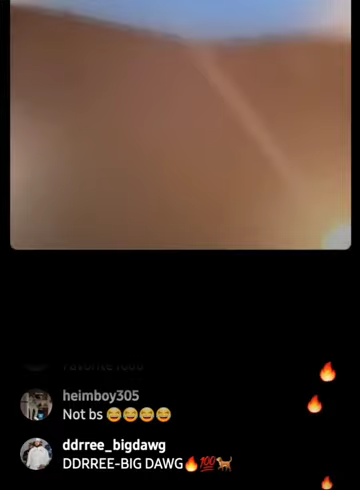 heimboy305
Not bs 😂😂😂😂
ddrree_bigdawg
DDRREE-BIG DAWG🔥💯🐕‍🦺